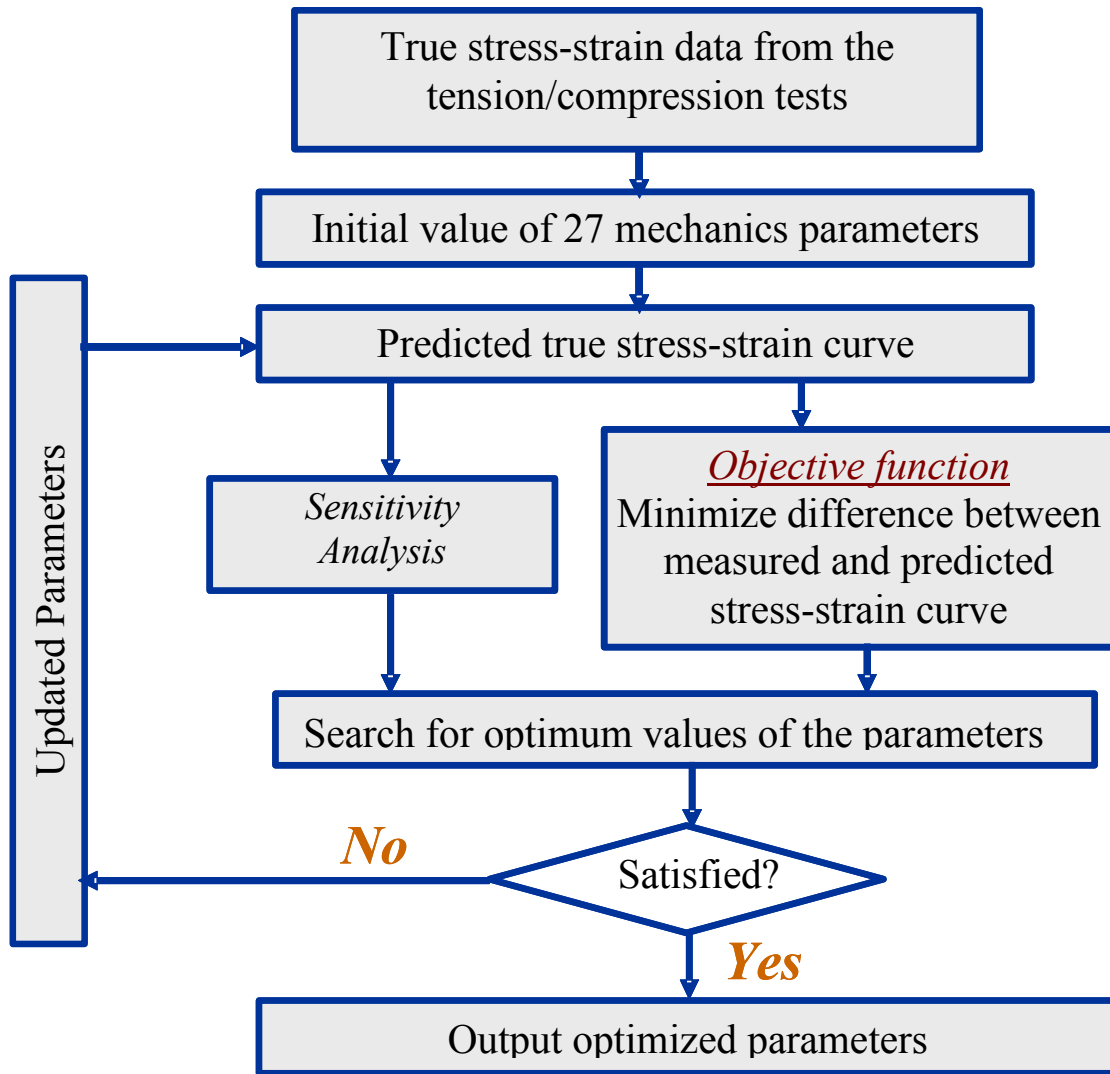 True stress-strain data from the
tension/compression tests
Initial value of 27 mechanics parameters
Predicted true stress-strain curve
Updated Parameters
Sensitivity
Analysis
Objective function
Minimize difference between
measured and predicted
stress-strain curve
Search for optimum values of the parameters
No
Satisfied?
Yes
Output optimized parameters